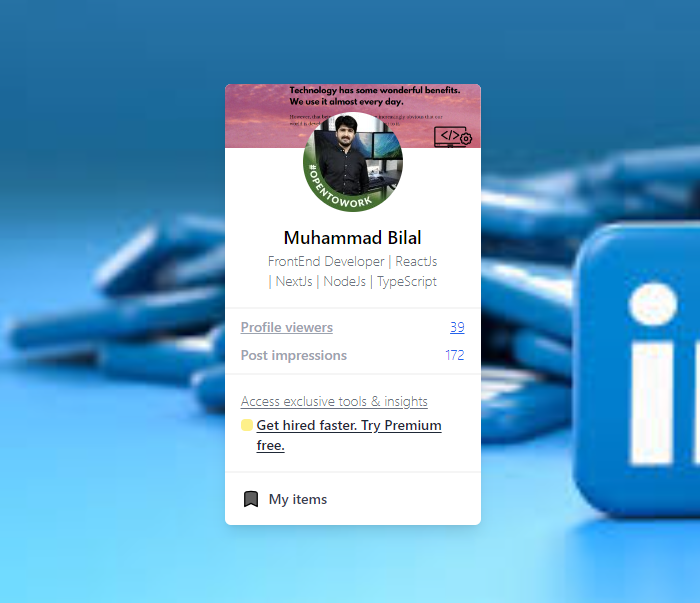 Technology has some wonderful benefits.
We use it almost every day.
#OPENTOWORK
Muhammad Bilal
FrontEnd Developer | ReactJs
| NextJs | NodeJs | TypeScript
Profile viewers 39
Post impressions 172
Access exclusive tools & insights
Get hired faster. Try Premium
free.
My items
in